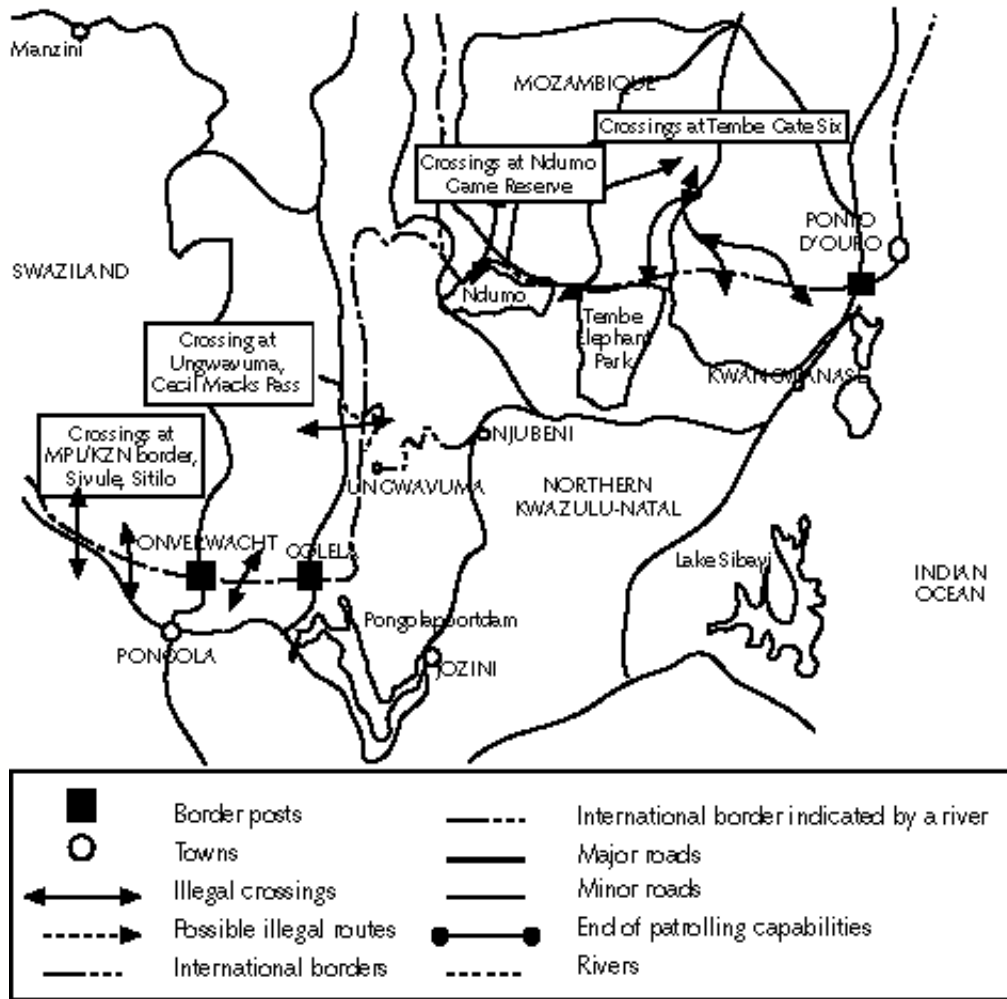 Manzini
MOZAMBIQUE
Crossings at Tembe Gate Six
Crossings at Ndumo
Game Reserve
PONTO
D'OURO
SWAZILAND
Ndumo
Tembe
Elephant
Park
Crossing at
Ungwavuma,
Cecil Macks Pass
KWANGWANASE
Crossings at
MPL/KZN Border,
Sivule, Sitilo
NJUBENI
UNGWAVUMA
NORTHERN
KWAZULU-NATAL
ONVERWACHT
GOLELA
Lake Sibayi
INDIAN
OCEAN
Pongolapoortdam
PONGOLA
JOZINI
Border posts
Towns
Illegal crossings
Possible illegal routes
International borders
International border indicated by a river
Major roads
Minor roads
End of patrolling capabilities
Rivers